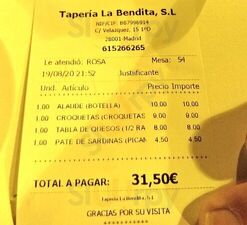 Tapería La Bendita, S.L
NIF/CIF: B87996914
C/ Velazquez, 15 1ºD
28001-Madrid
615266265
Le atendió: ROSA Mesa: 54
19/08/20 21:52 Justificante
Und. Artículo Precio Importe
1.00 ALAUDE (BOTELLA) 10.00 10.00
1.00 CROQUETAS (CROQUETAS 9.00 9.00
1.00 TABLA DE QUESOS (1/2 RA 8.00 8.00
1.00 PATE DE SARDINAS (PICAN 4.50 4.50
TOTAL A PAGAR: 31,50€
Tapería La Bendita, S.L
GRACIAS POR SU VISITA